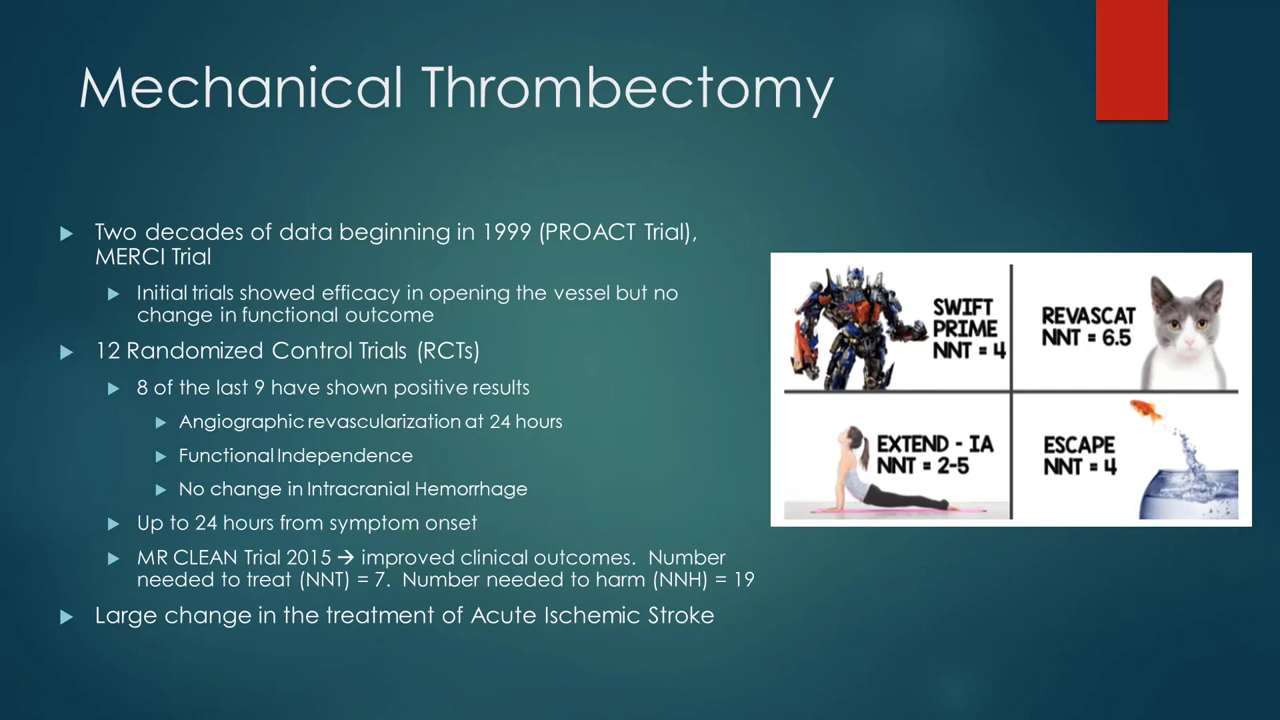 Mechanical Thrombectomy
Two decades of data beginning in 1999 (PROACT Trial),
MERCI Trial
Initial trials showed efficacy in opening the vessel but no
change in functional outcome
12 Randomized Control Trials (RCTs)
8 of the last 9 have shown positive results
Angiographic revascularization at 24 hours
Functional Independence
No change in Intracranial Hemorrhage
Up to 24 hours from symptom onset
MR CLEAN Trial 2015 → improved clinical outcomes. Number
needed to treat (NNT) = 7. Number needed to harm (NNH) = 19
Large change in the treatment of Acute Ischemic Stroke
SWIFT
PRIME
NNT = 4
REVASCAT
NNT = 6.5
EXTEND - IA
NNT = 2-5
ESCAPE
NNT = 4